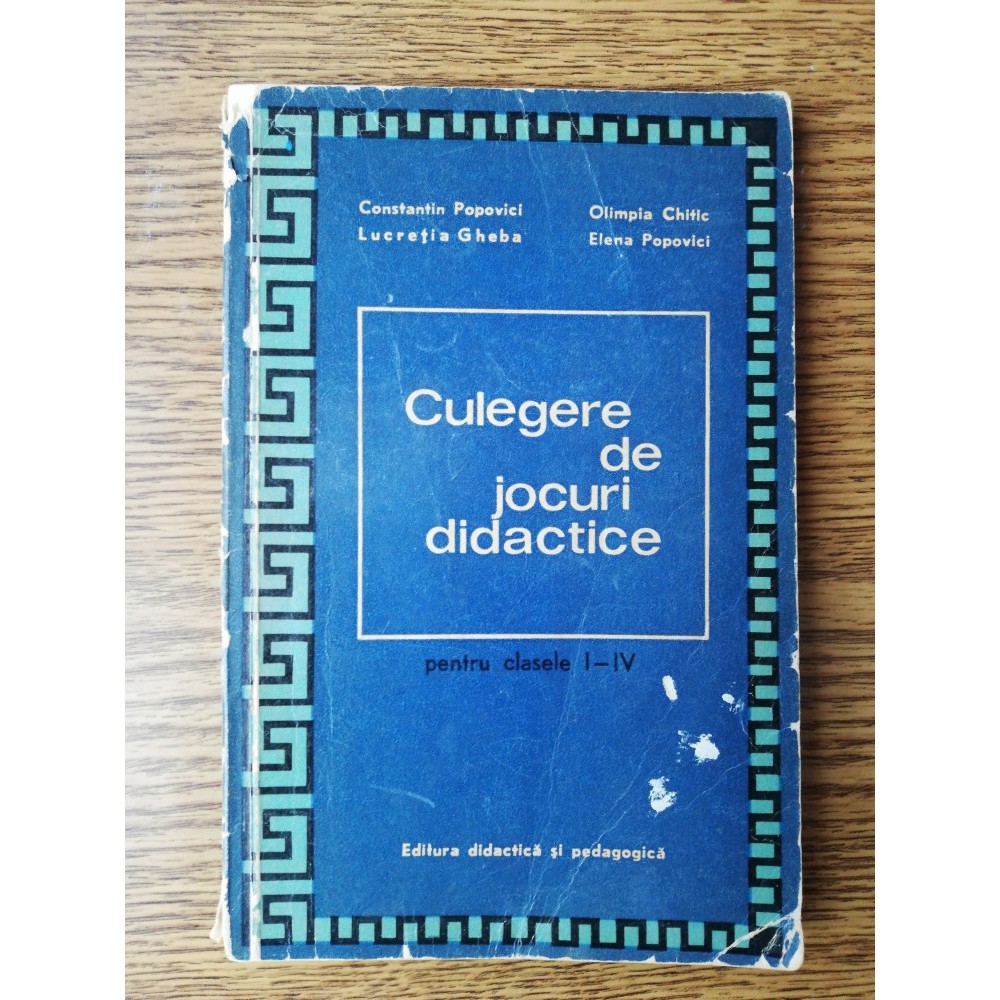 Constantin Popovici
Lucreția Gheba
Olimpia Chitic
Elena Popovici
Culegere
de
jocuri
didactice
pentru clasele I–IV
Editura didactică și pedagogică